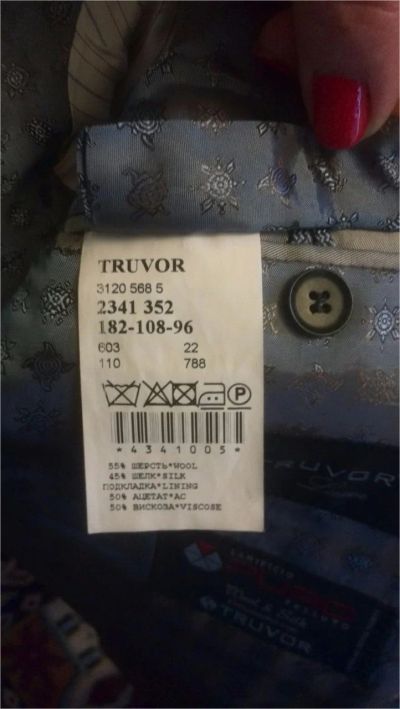 TRUVOR
3120 568 5
2341 352
182-108-96
603 22
110 788
P
*4341005*
55% ШЕРСТЬ*WOOL
45% ШЕЛК*SILK
ПОДКЛАДКА*LINING
50% АЦЕТАТ*AC
50% ВИСКОЗА*VISCOSE
TRUVOR
LANIFICIO
TRUVOR